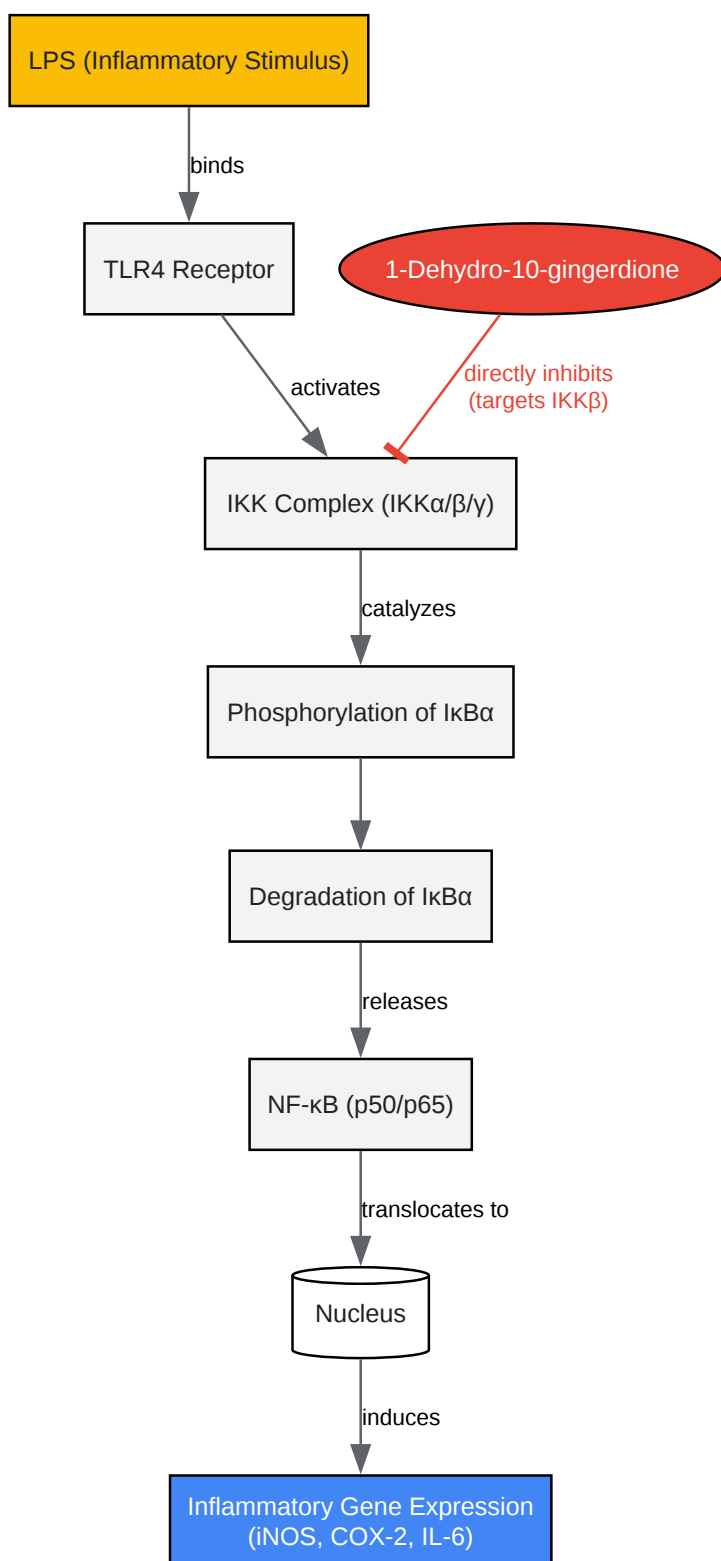 LPS (Inflammatory Stimulus)
binds
TLR4 Receptor
1-Dehydro-10-gingerdione
activates
directly inhibits
(targets IKKβ)
IKK Complex (IKKα/β/γ)
catalyzes
Phosphorylation of IκBα
Degradation of IκBα
releases
NF-κB (p50/p65)
translocates to
Nucleus
induces
Inflammatory Gene Expression
(iNOS, COX-2, IL-6)